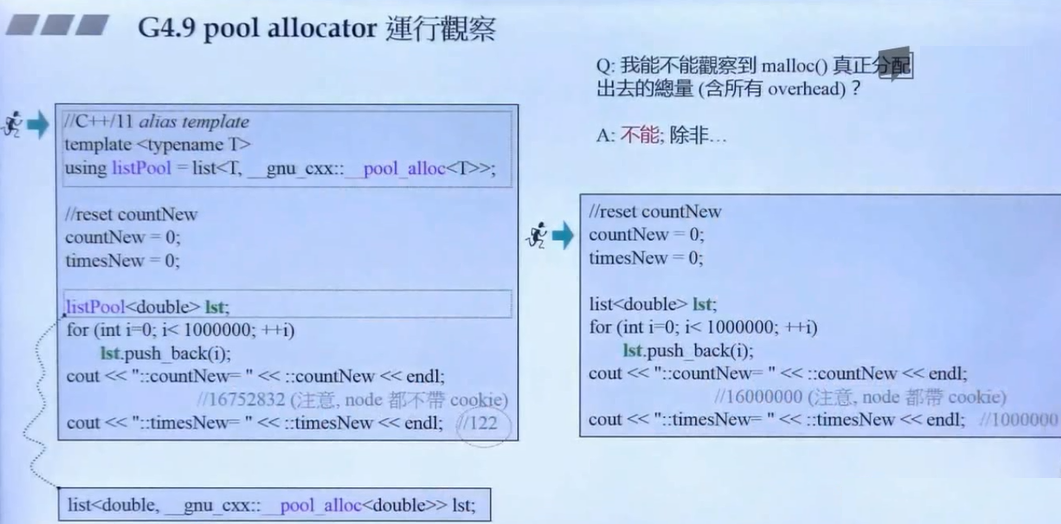 G4.9 pool allocator 運行觀察
Q: 我能不能觀察到 malloc() 真正分配
出去的總量 (含所有 overhead)？
A: 不能; 除非…
//C++/11 alias template
template <typename T>
using listPool = list<T, __gnu_cxx::__pool_alloc<T>>;
//reset countNew
countNew = 0;
timesNew = 0;
listPool<double> lst;
for (int i=0; i< 1000000; ++i)
lst.push_back(i);
cout << "::countNew= " << ::countNew << endl;
//16752832 (注意, node 都不帶 cookie)
cout << "::timesNew= " << ::timesNew << endl; //122
list<double, __gnu_cxx::__pool_alloc<double>> lst;
//reset countNew
countNew = 0;
timesNew = 0;
list<double> lst;
for (int i=0; i< 1000000; ++i)
lst.push_back(i);
cout << "::countNew= " << ::countNew << endl;
//16000000 (注意, node 都帶 cookie)
cout << "::timesNew= " << ::timesNew << endl; //1000000